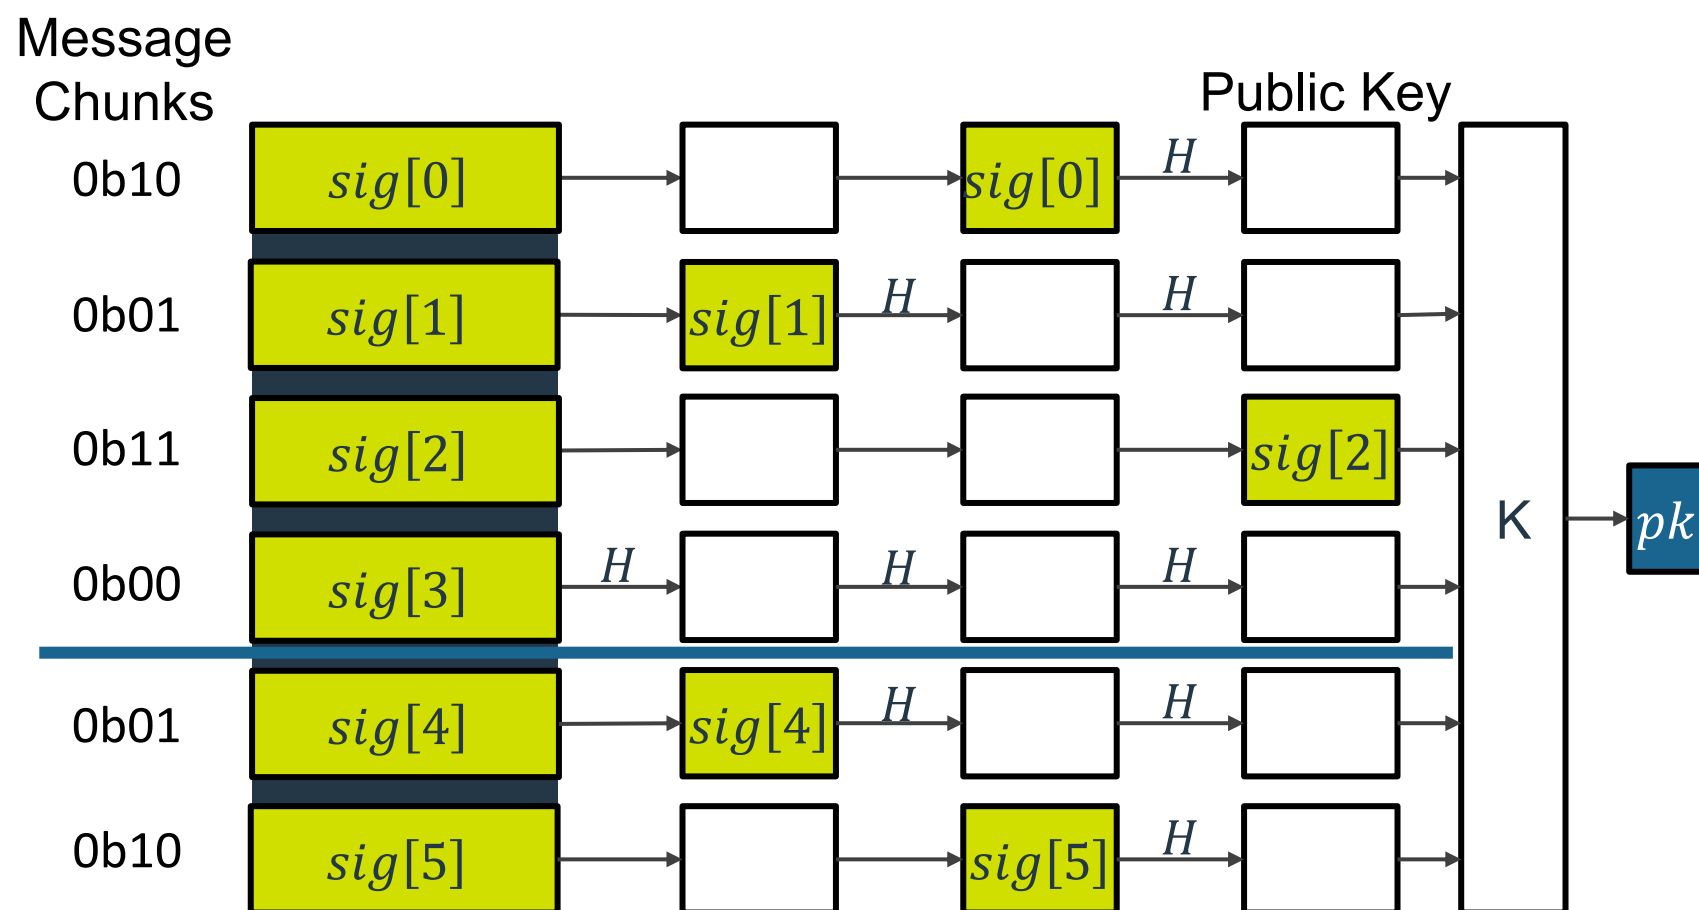 Message
Chunks
Public Key
0b10 sig[0] sig[0] H
0b01 sig[1] sig[1] H H
0b11 sig[2] sig[2]
K pk
0b00 sig[3] H H H
0b01 sig[4] sig[4] H H
0b10 sig[5] sig[5] H